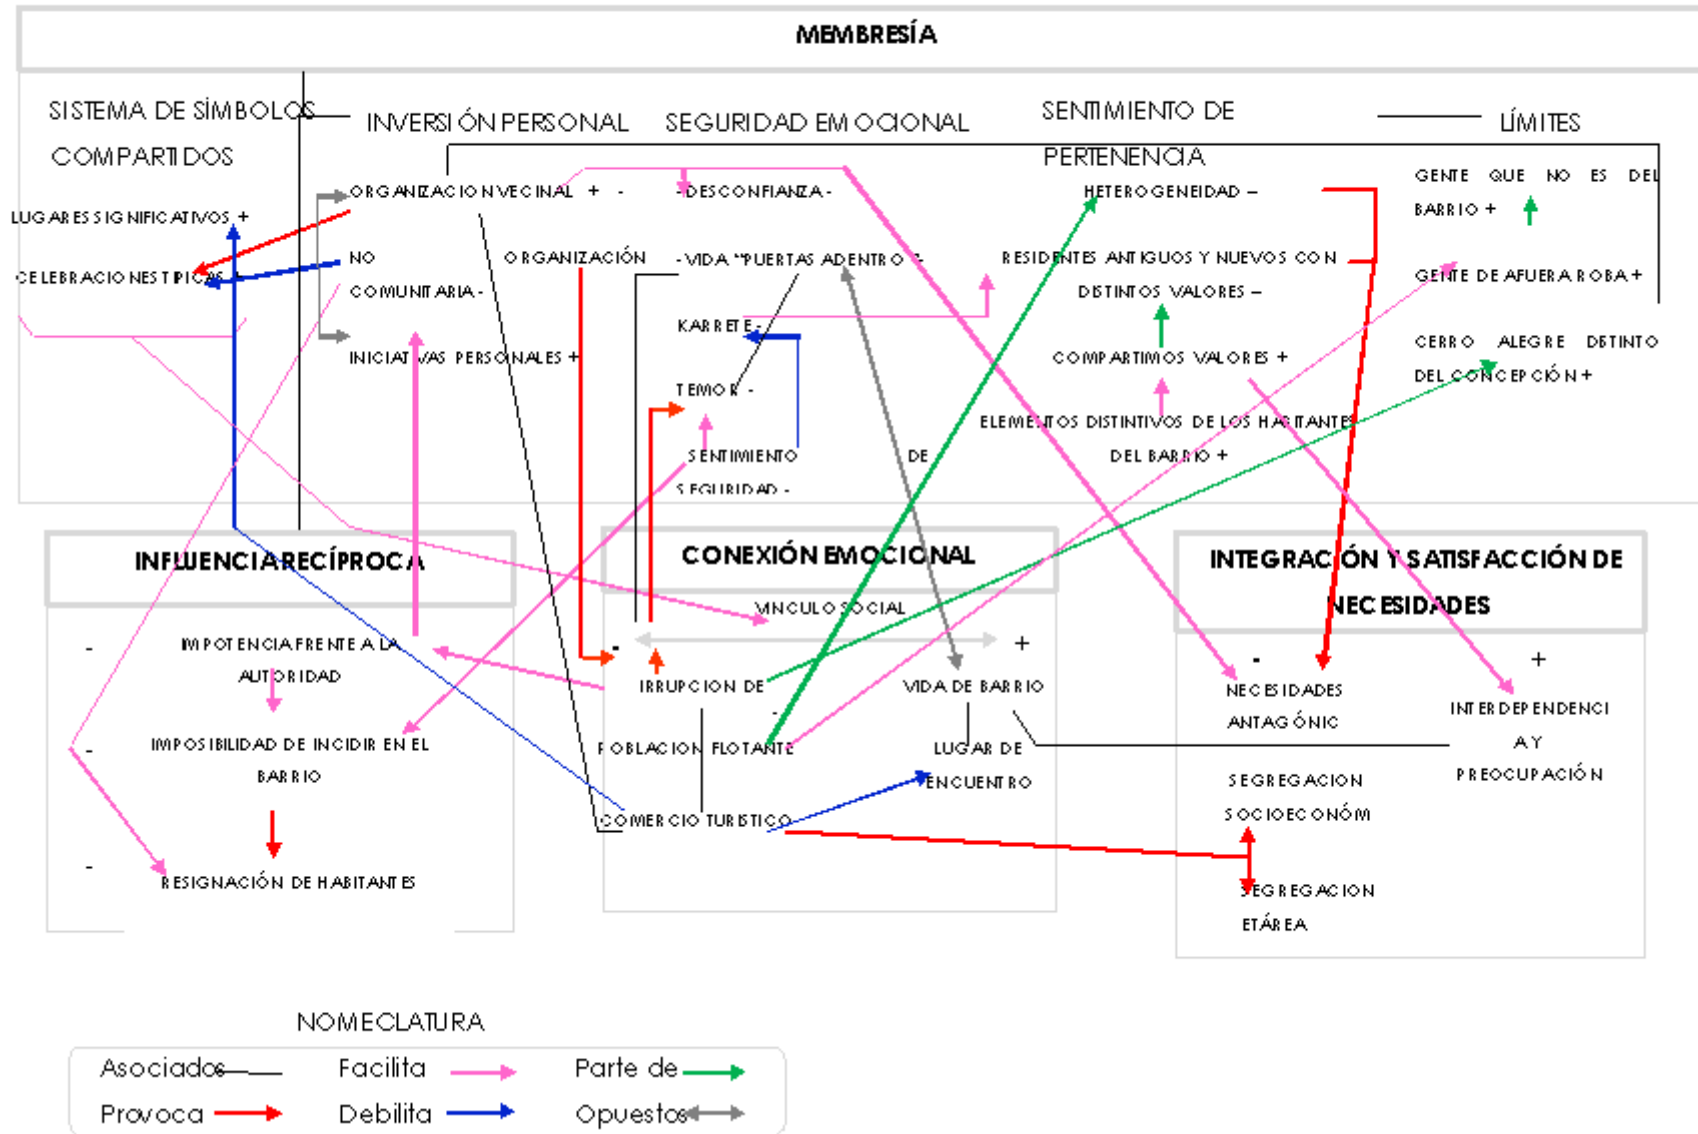 MEMBRESÍA
SISTEMA DE SÍMBOLOS
COMPARTIDOS
LUGARES SIGNIFICATIVOS +
CELEBRACIONES TIPICAS +
INVERSIÓN PERSONAL
ORGANIZACION VECINAL + -
NO ORGANIZACIÓN
COMUNITARIA -
INICIATIVAS PERSONALES +
SEGURIDAD EMOCIONAL
-DESCONFIANZA-
-VIDA "PUERTAS ADENTRO"-
KARRETE-
TEMOR -
SENTIMIENTO DE
SEGURIDAD -
SENTIMIENTO DE
PERTENENCIA
HETEROGENEIDAD –
RESIDENTES ANTIGUOS Y NUEVOS CON
DISTINTOS VALORES –
COMPARTIMOS VALORES +
ELEMENTOS DISTINTIVOS DE LOS HABITANTES
DEL BARRIO +
LÍMITES
GENTE QUE NO ES DEL
BARRIO +
GENTE DE AFUERA ROBA +
CERRO ALEGRE DISTINTO
DEL CONCEPCIÓN +
INFLUENCIA RECÍPROCA
-
IMPOTENCIA FRENTE A LA
AUTORIDAD
-
IMPOSIBILIDAD DE INCIDIR EN EL
BARRIO
-
RESIGNACIÓN DE HABITANTES
CONEXIÓN EMOCIONAL
VINCULO SOCIAL
- +
IRRUPCION DE
-
POBLACION FLOTANTE
COMERCIO TURISTICO
VIDA DE BARRIO
LUGAR DE
ENCUENTRO
INTEGRACIÓN Y SATISFACCIÓN DE
NECESIDADES
- +
NECESIDADES
ANTAGÓNIC
SEGREGACION
SOCIOECONÓM
SEGREGACION
ETÁREA
INTERDEPENDENCI
A Y
PREOCUPACIÓN
NOMECLATURA
Asociados Facilita Parte de
Provoca Debilita Opuestos